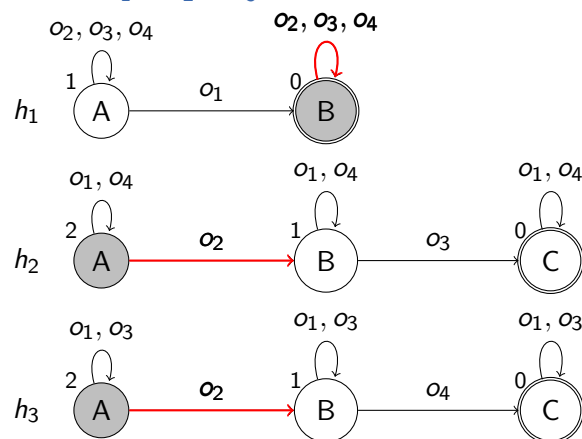 o₂, o₃, o₄ o₂, o₃, o₄
h₁ 1 A o₁ 0 B
o₁, o₄ o₁, o₄ o₁, o₄
h₂ 2 A o₂ 1 B o₃ 0 C
o₁, o₃ o₁, o₃ o₁, o₃
h₃ 2 A o₂ 1 B o₄ 0 C